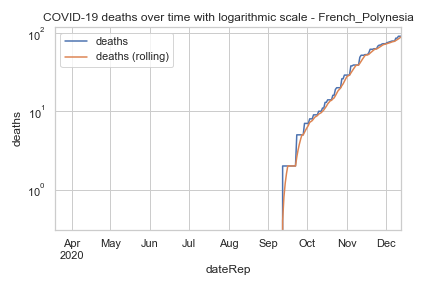 COVID-19 deaths over time with logarithmic scale - French_Polynesia
deaths
deaths (rolling)
10²
10¹
10⁰
deaths
Apr May Jun Jul Aug Sep Oct Nov Dec
2020
dateRep